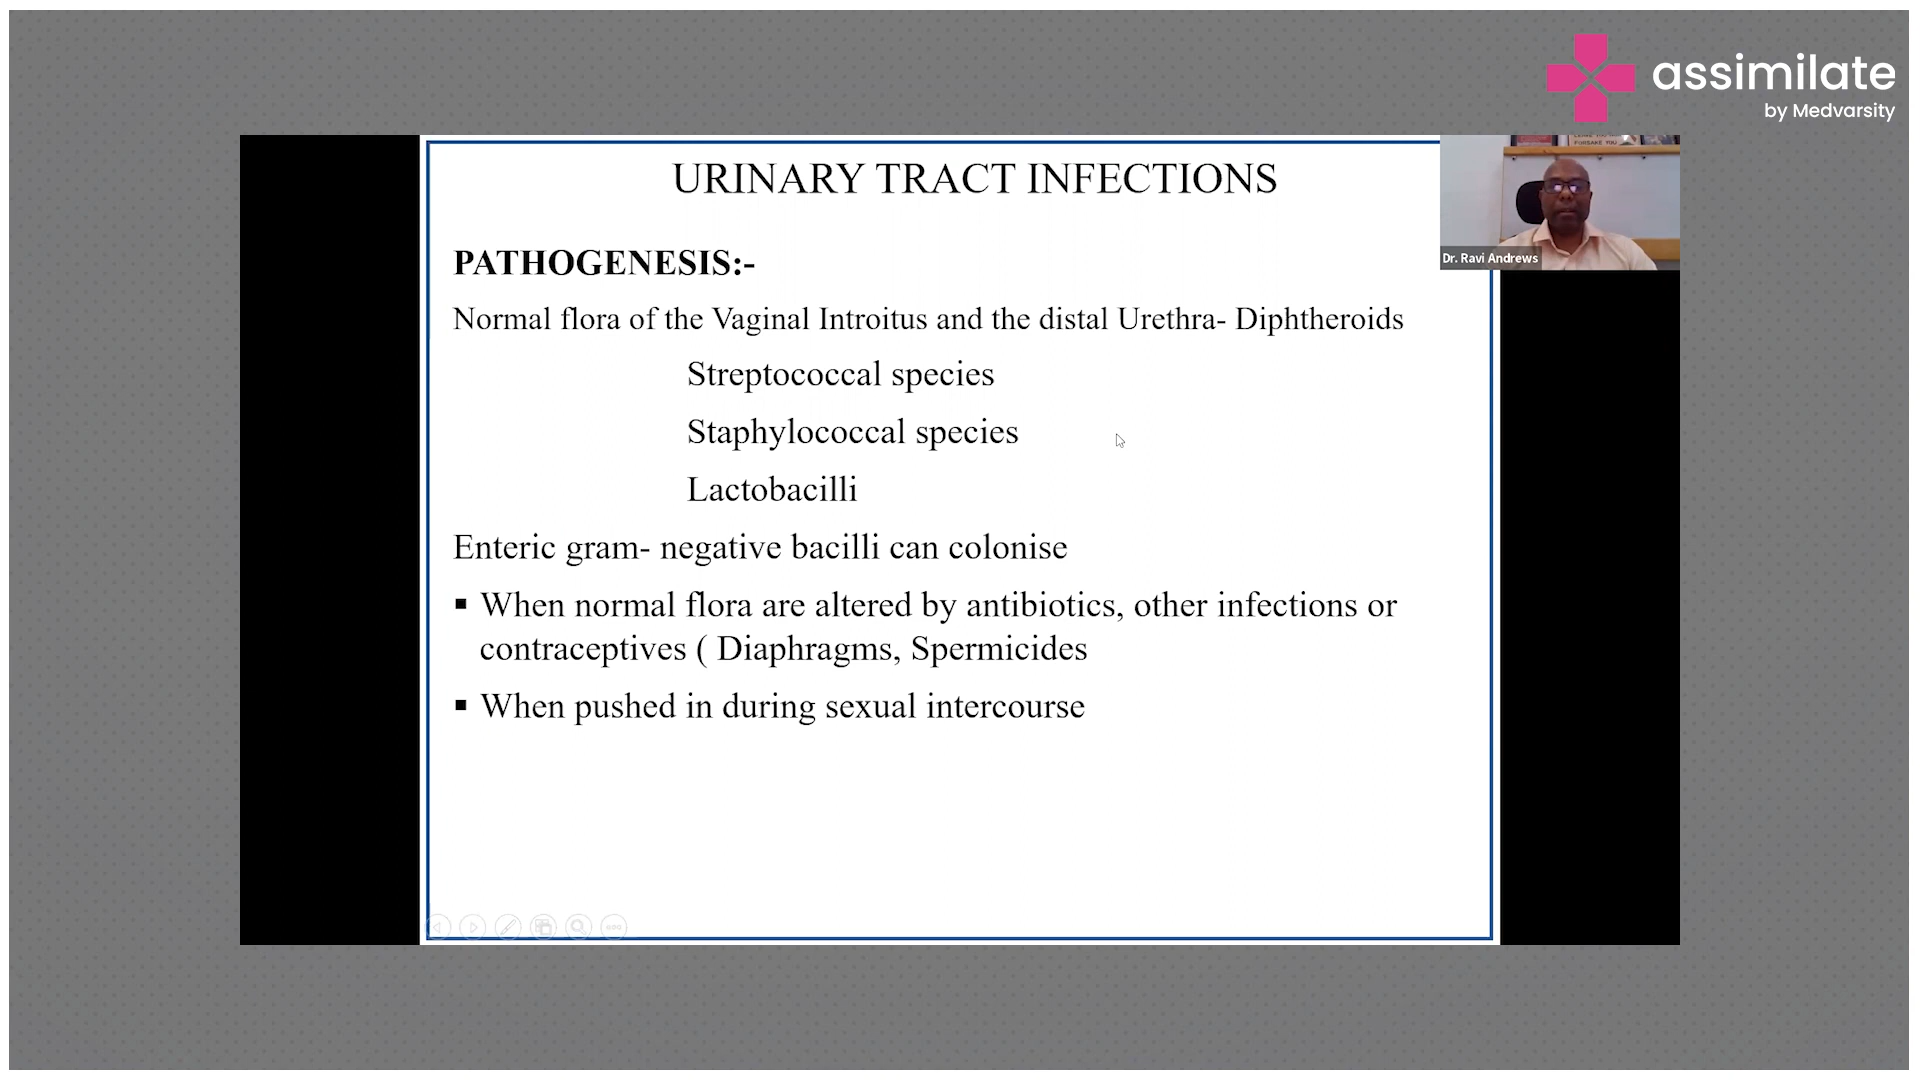 assimilate
by Medvarsity
FORSAKE YOU
Dr. Ravi Andrews
URINARY TRACT INFECTIONS
PATHOGENESIS:-
Normal flora of the Vaginal Introitus and the distal Urethra- Diphtheroids
Streptococcal species
Staphylococcal species
Lactobacilli
Enteric gram- negative bacilli can colonise
▪ When normal flora are altered by antibiotics, other infections or
contraceptives ( Diaphragms, Spermicides
▪ When pushed in during sexual intercourse